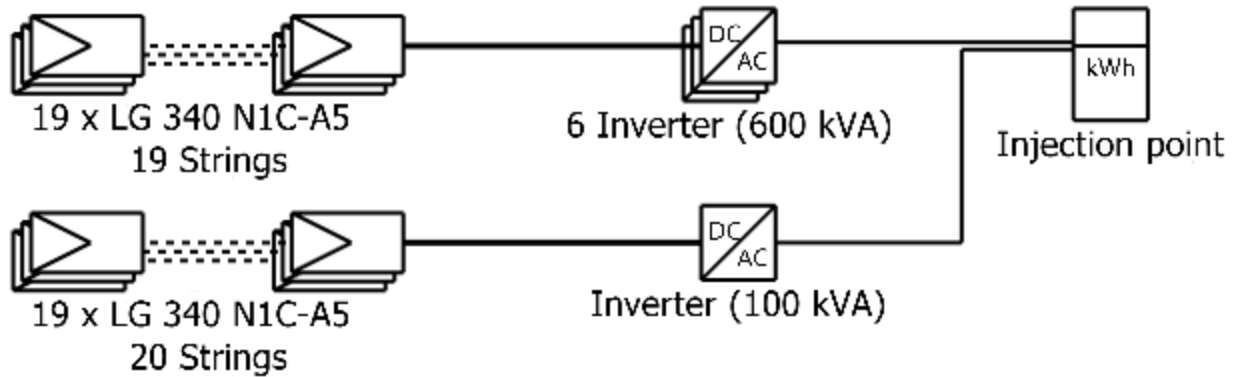 DC
AC
kWh
19 x LG 340 N1C-A5
19 Strings
6 Inverter (600 kVA)
Injection point
DC
AC
19 x LG 340 N1C-A5
20 Strings
Inverter (100 kVA)